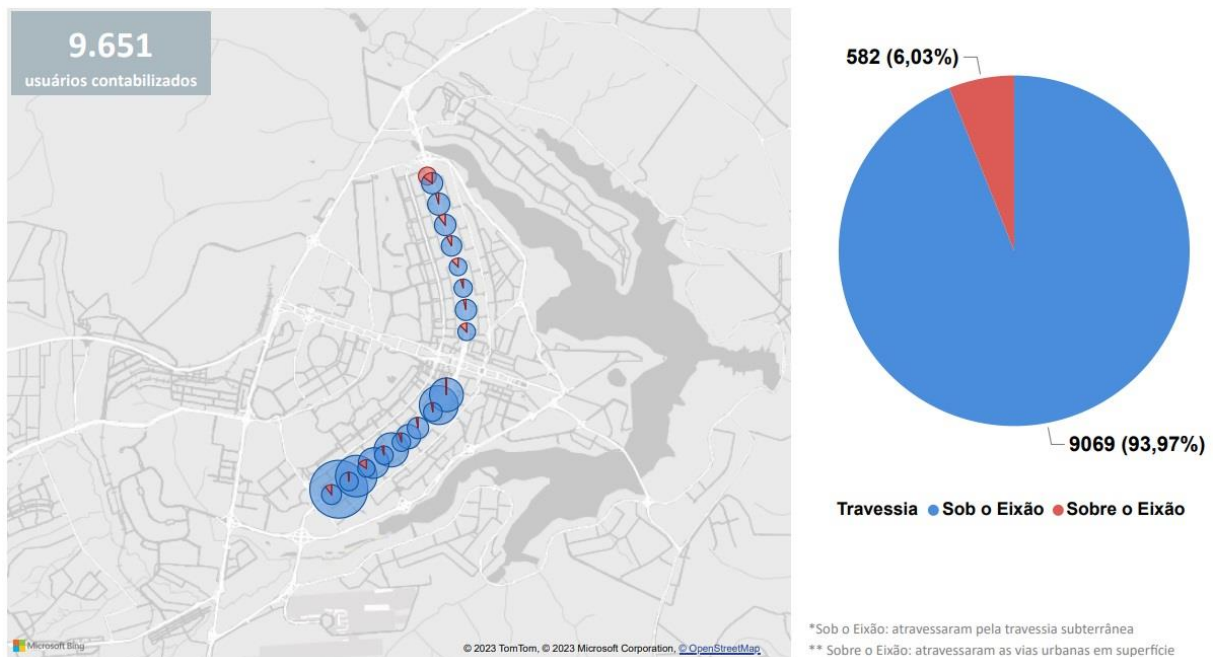 9.651
usuários contabilizados
Microsoft Bing
© 2023 TomTom, © 2023 Microsoft Corporation, © OpenStreetMap
582 (6,03%)
9069 (93,97%)
Travessia Sob o Eixão Sobre o Eixão
*Sob o Eixão: atravessaram pela travessia subterrânea
** Sobre o Eixão: atravessaram as vias urbanas em superfície